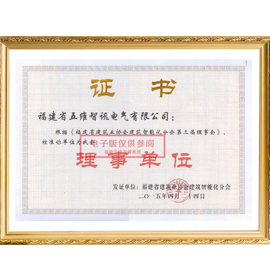 证书
福建省五维智讯电气有限公司：
根据《福建省建筑业协会建筑智能化分会第三届理事会》，
核准你单位为我会
电子版仅供参阅
理事单位
发证单位：福建省建筑业协会建筑智能化分会
二〇一五年四月二十四日